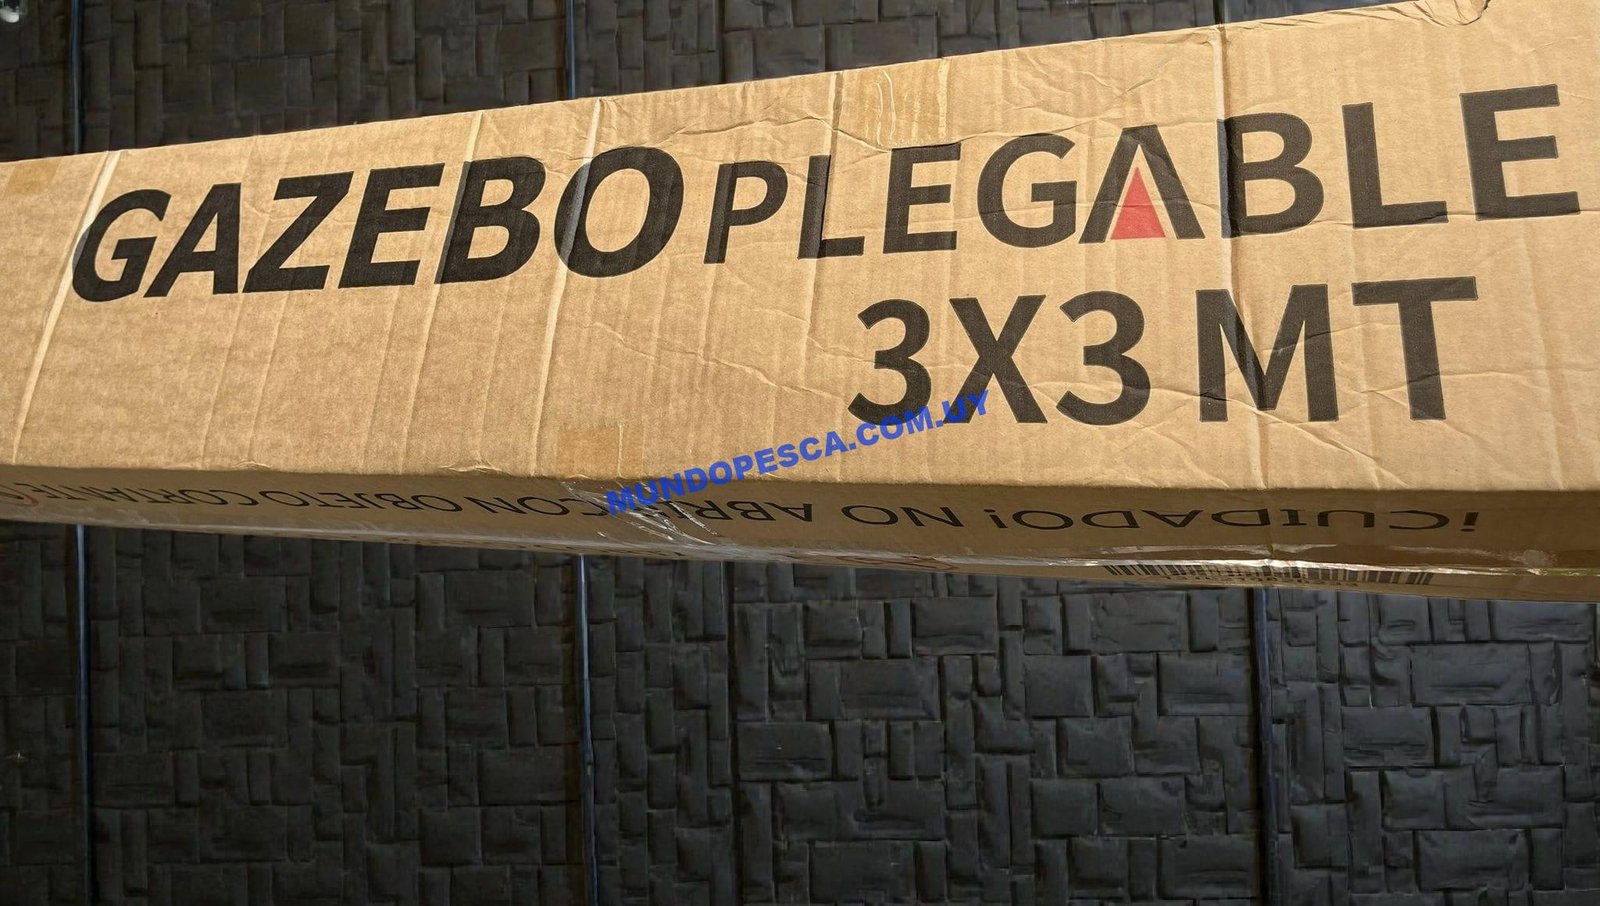 GAZEBO PLEGABLE
3X3 MT
MUNDOPESCA.COM.UY
¡CUIDADO! NO ABRIR CON OBJETO CORTANTE